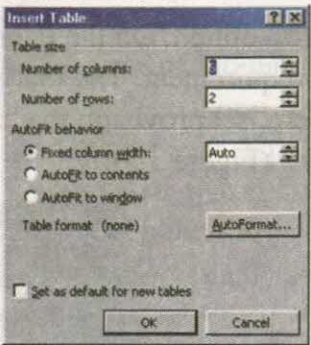 Insert Table
Table size
Number of columns:
Number of rows: 2
AutoFit behavior
Fixed column width: Auto
AutoFit to contents
AutoFit to window
Table format (none) AutoFormat...
Set as default for new tables
OK Cancel